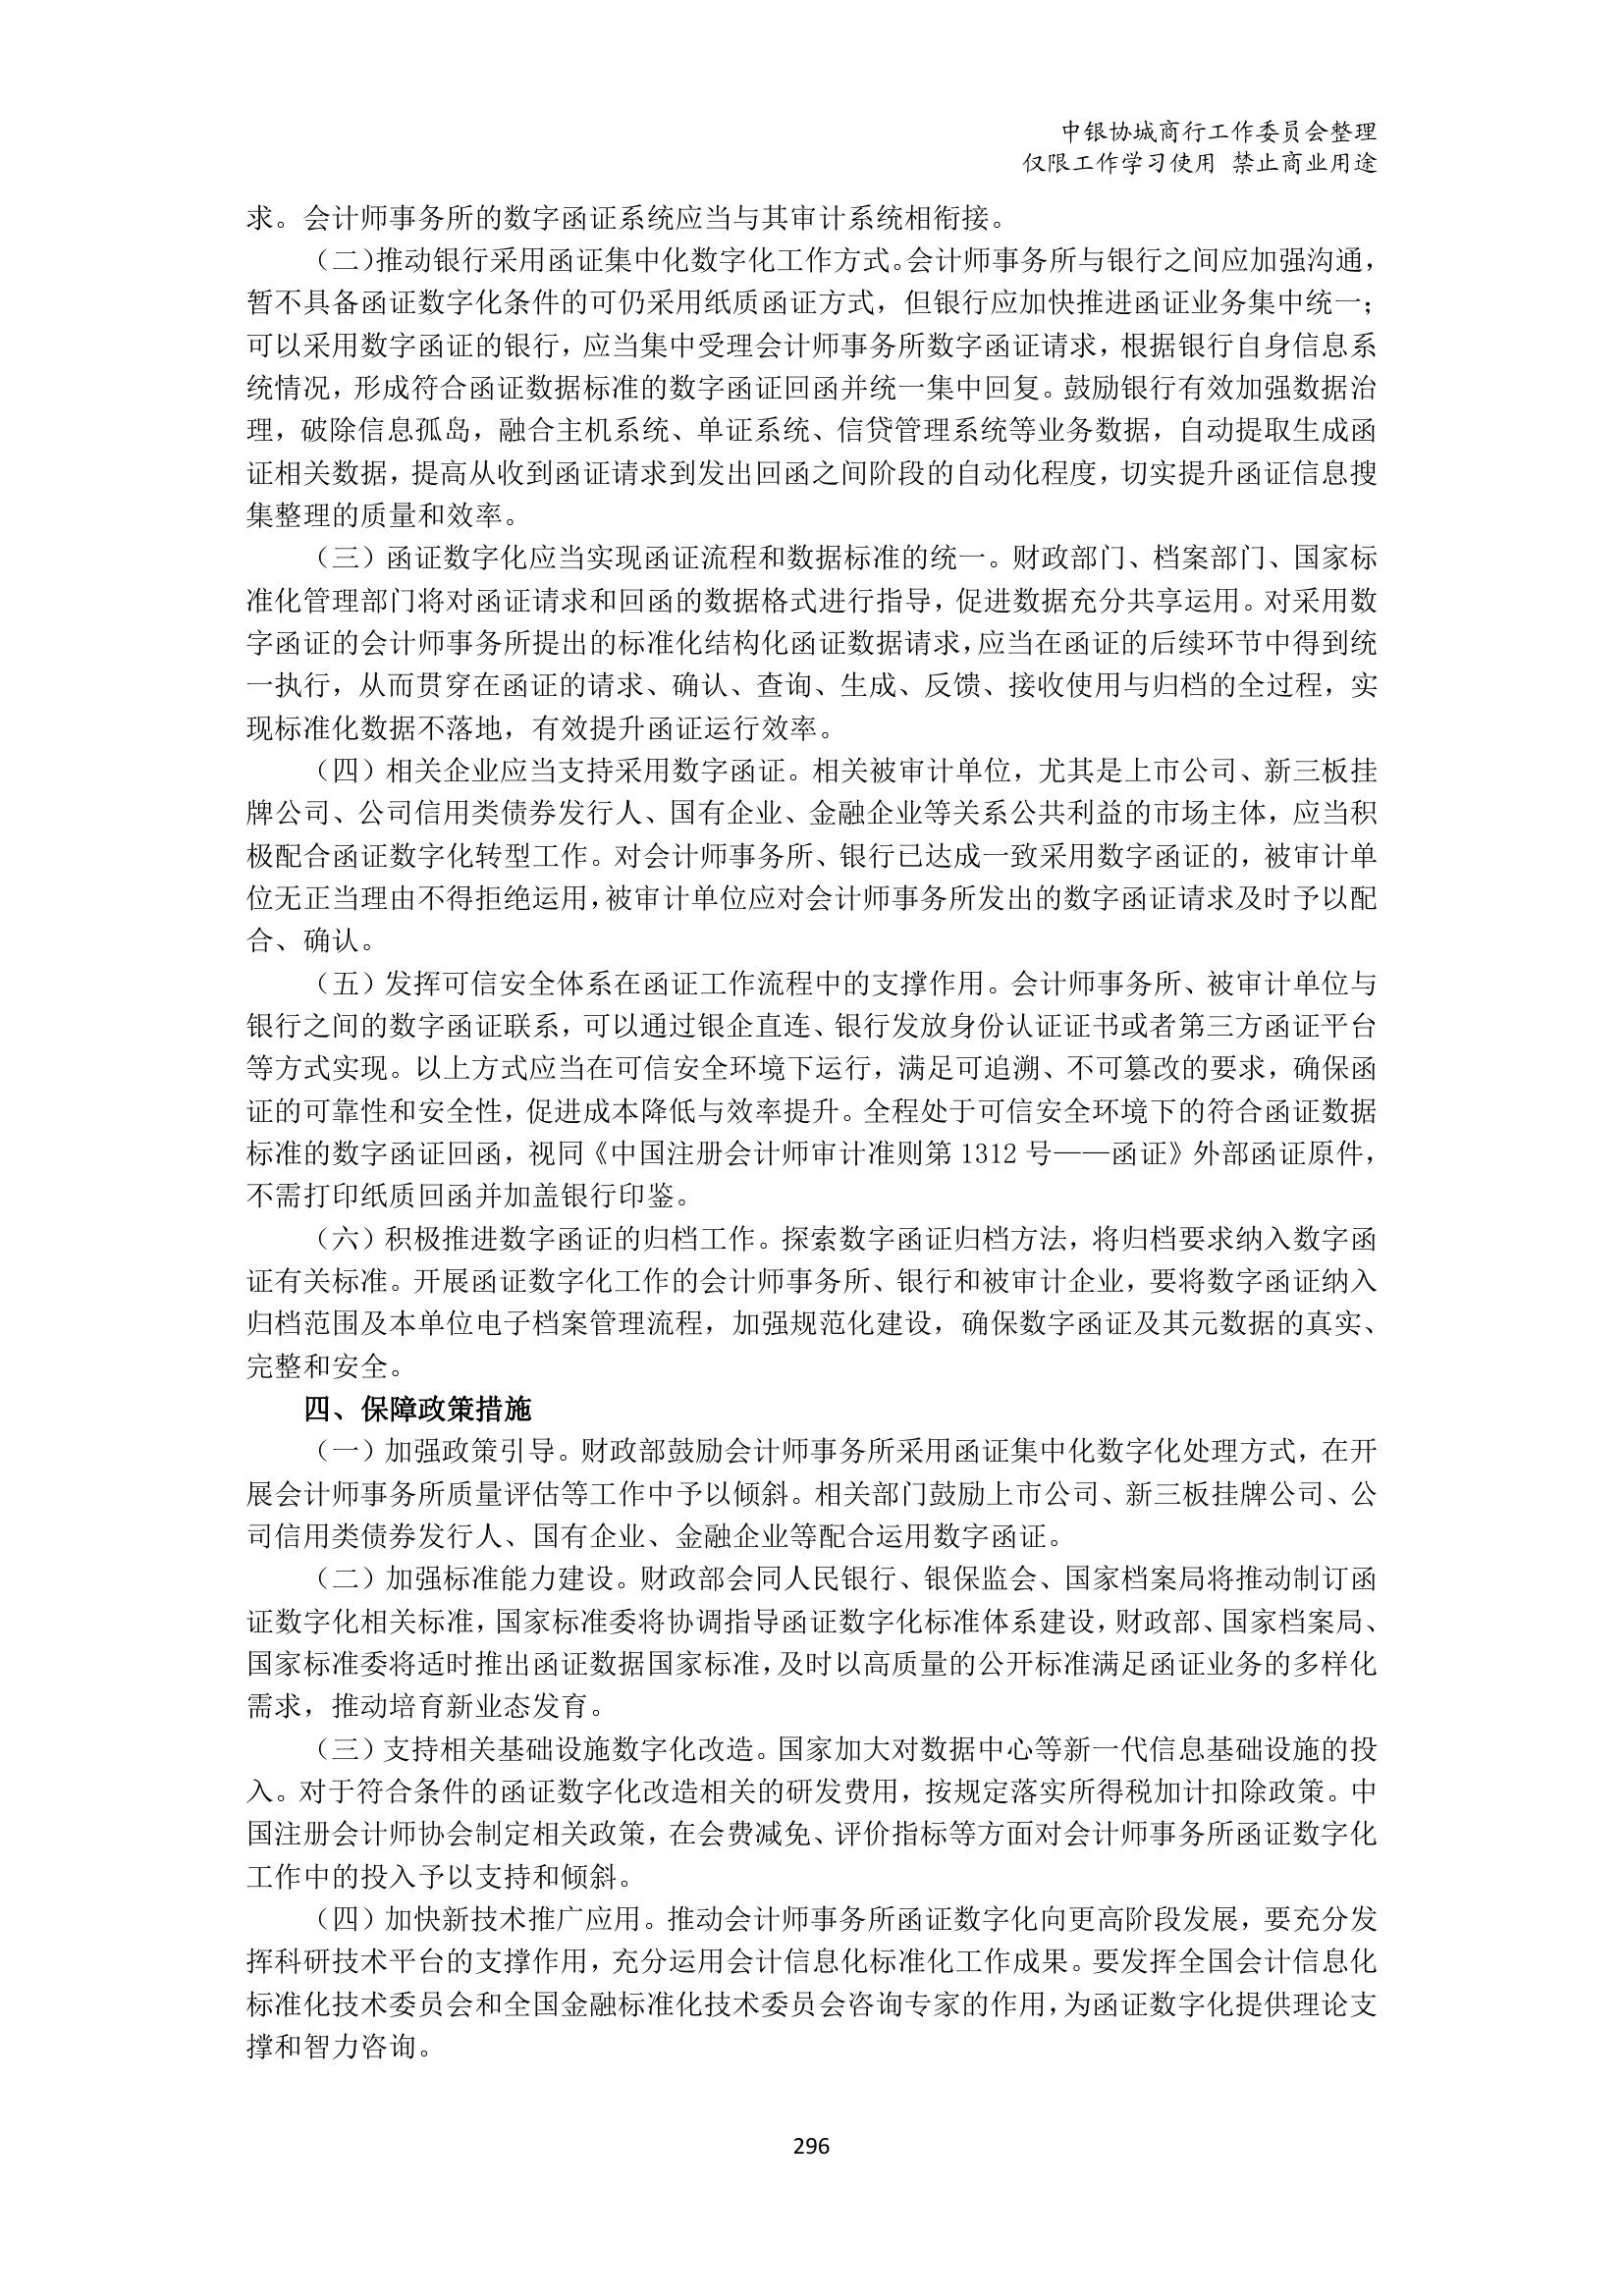 中银协城商行工作委员会整理
仅限工作学习使用 禁止商业用途
求。会计师事务所的数字函证系统应当与其审计系统相衔接。
（二）推动银行采用函证集中化数字化工作方式。会计师事务所与银行之间应加强沟通，
暂不具备函证数字化条件的可仍采用纸质函证方式，但银行应加快推进函证业务集中统一；
可以采用数字函证的银行，应当集中受理会计师事务所数字函证请求，根据银行自身信息系
统情况，形成符合函证数据标准的数字函证回函并统一集中回复。鼓励银行有效加强数据治
理，破除信息孤岛，融合主机系统、单证系统、信贷管理系统等业务数据，自动提取生成函
证相关数据，提高从收到函证请求到发出回函之间阶段的自动化程度，切实提升函证信息搜
集整理的质量和效率。
（三）函证数字化应当实现函证流程和数据标准的统一。财政部门、档案部门、国家标
准化管理部门将对函证请求和回函的数据格式进行指导，促进数据充分共享运用。对采用数
字函证的会计师事务所提出的标准化结构化函证数据请求，应当在函证的后续环节中得到统
一执行，从而贯穿在函证的请求、确认、查询、生成、反馈、接收使用与归档的全过程，实
现标准化数据不落地，有效提升函证运行效率。
（四）相关企业应当支持采用数字函证。相关被审计单位，尤其是上市公司、新三板挂
牌公司、公司信用类债券发行人、国有企业、金融企业等关系公共利益的市场主体，应当积
极配合函证数字化转型工作。对会计师事务所、银行已达成一致采用数字函证的，被审计单
位无正当理由不得拒绝运用，被审计单位应对会计师事务所发出的数字函证请求及时予以配
合、确认。
（五）发挥可信安全体系在函证工作流程中的支撑作用。会计师事务所、被审计单位与
银行之间的数字函证联系，可以通过银企直连、银行发放身份认证证书或者第三方函证平台
等方式实现。以上方式应当在可信安全环境下运行，满足可追溯、不可篡改的要求，确保函
证的可靠性和安全性，促进成本降低与效率提升。全程处于可信安全环境下的符合函证数据
标准的数字函证回函，视同《中国注册会计师审计准则第 1312 号——函证》外部函证原件，
不需打印纸质回函并加盖银行印鉴。
（六）积极推进数字函证的归档工作。探索数字函证归档方法，将归档要求纳入数字函
证有关标准。开展函证数字化工作的会计师事务所、银行和被审计企业，要将数字函证纳入
归档范围及本单位电子档案管理流程，加强规范化建设，确保数字函证及其元数据的真实、
完整和安全。
四、保障政策措施
（一）加强政策引导。财政部鼓励会计师事务所采用函证集中化数字化处理方式，在开
展会计师事务所质量评估等工作中予以倾斜。相关部门鼓励上市公司、新三板挂牌公司、公
司信用类债券发行人、国有企业、金融企业等配合运用数字函证。
（二）加强标准能力建设。财政部会同人民银行、银保监会、国家档案局将推动制订函
证数字化相关标准，国家标准委将协调指导函证数字化标准体系建设，财政部、国家档案局、
国家标准委将适时推出函证数据国家标准，及时以高质量的公开标准满足函证业务的多样化
需求，推动培育新业态发育。
（三）支持相关基础设施数字化改造。国家加大对数据中心等新一代信息基础设施的投
入。对于符合条件的函证数字化改造相关的研发费用，按规定落实所得税加计扣除政策。中
国注册会计师协会制定相关政策，在会费减免、评价指标等方面对会计师事务所函证数字化
工作中的投入予以支持和倾斜。
（四）加快新技术推广应用。推动会计师事务所函证数字化向更高阶段发展，要充分发
挥科研技术平台的支撑作用，充分运用会计信息化标准化工作成果。要发挥全国会计信息化
标准化技术委员会和全国金融标准化技术委员会咨询专家的作用，为函证数字化提供理论支
撑和智力咨询。
296